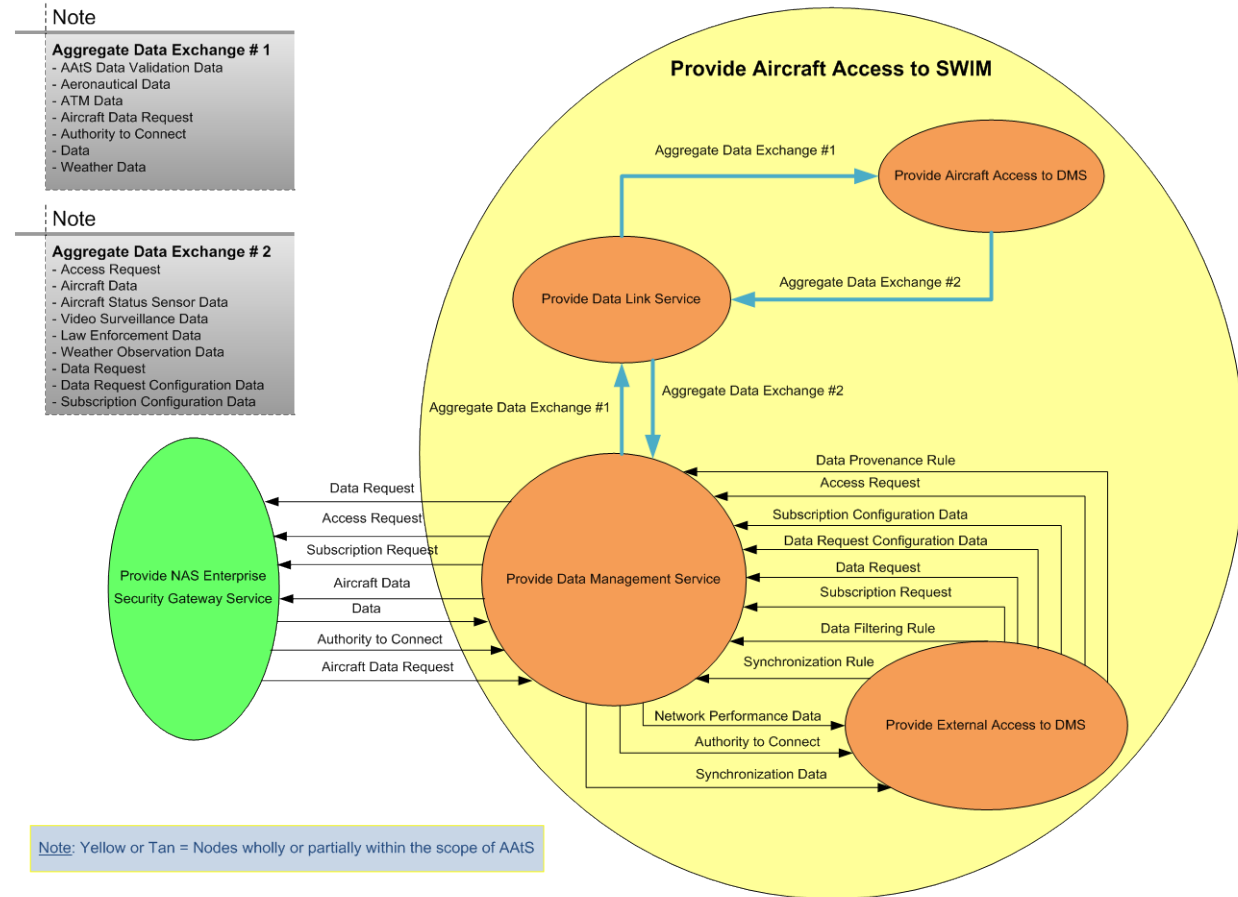 Note
Aggregate Data Exchange # 1
- AAtS Data Validation Data
- Aeronautical Data
- ATM Data
- Aircraft Data Request
- Authority to Connect
- Data
- Weather Data
Note
Aggregate Data Exchange # 2
- Access Request
- Aircraft Data
- Aircraft Status Sensor Data
- Video Surveillance Data
- Law Enforcement Data
- Weather Observation Data
- Data Request
- Data Request Configuration Data
- Subscription Configuration Data
Provide Aircraft Access to SWIM
Aggregate Data Exchange #1
Provide Aircraft Access to DMS
Aggregate Data Exchange #2
Provide Data Link Service
Aggregate Data Exchange #2
Aggregate Data Exchange #1
Data Request
Access Request
Subscription Request
Aircraft Data
Data
Authority to Connect
Aircraft Data Request
Provide NAS Enterprise
Security Gateway Service
Provide Data Management Service
Data Provenance Rule
Access Request
Subscription Configuration Data
Data Request Configuration Data
Data Request
Subscription Request
Data Filtering Rule
Synchronization Rule
Network Performance Data
Authority to Connect
Synchronization Data
Provide External Access to DMS
Note: Yellow or Tan = Nodes wholly or partially within the scope of AAtS